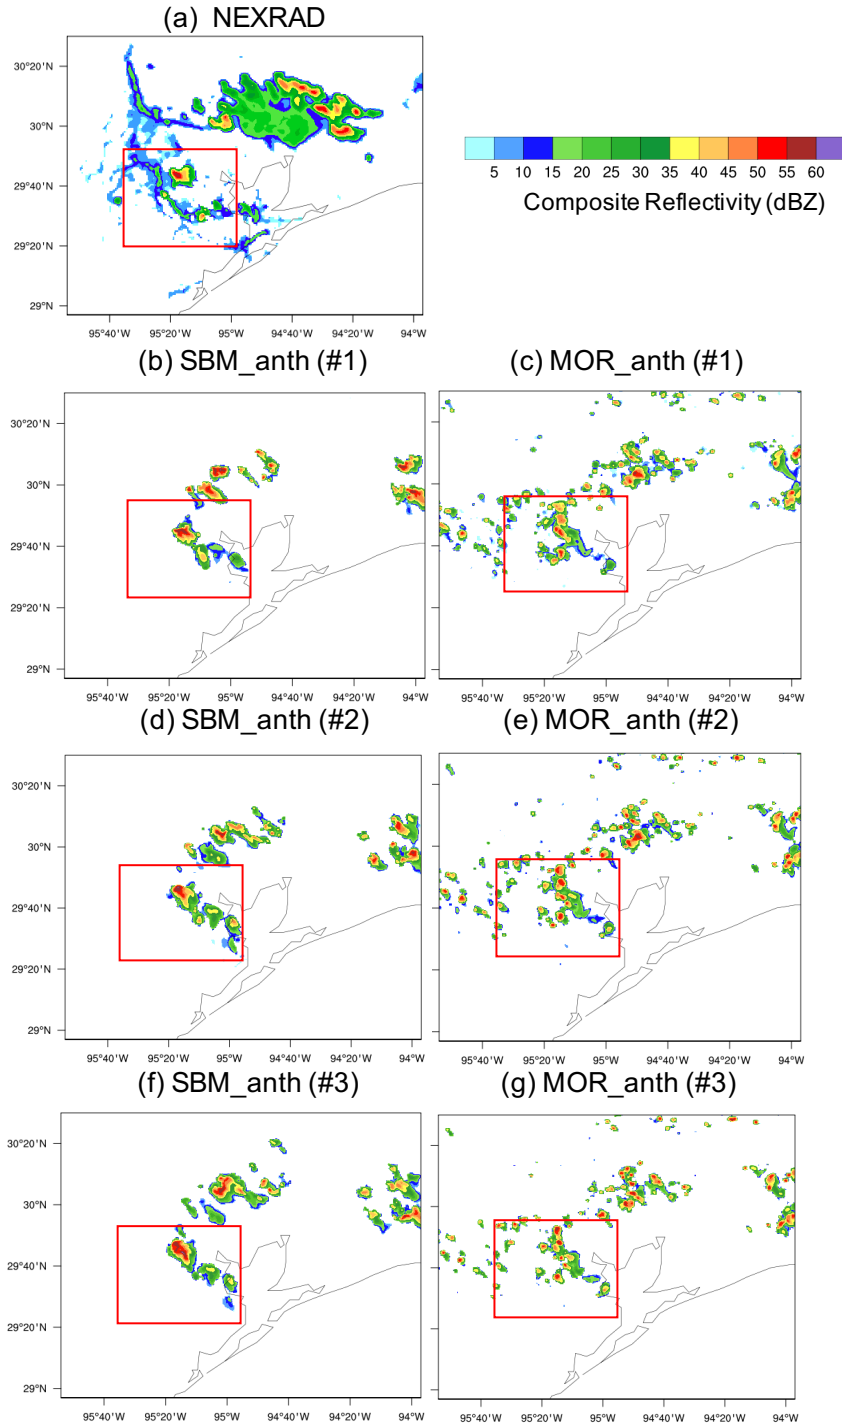 (a) NEXRAD
30°20'N
30°N
29°40'N
29°20'N
29°N
95°40'W 95°20'W 95°W 94°40'W 94°20'W 94°W
5 10 15 20 25 30 35 40 45 50 55 60
Composite Reflectivity (dBZ)
(b) SBM_anth (#1) (c) MOR_anth (#1)
30°20'N
30°N
29°40'N
29°20'N
29°N
95°40'W 95°20'W 95°W 94°40'W 94°20'W 94°W 95°40'W 95°20'W 95°W 94°40'W 94°20'W 94°W
(d) SBM_anth (#2) (e) MOR_anth (#2)
30°20'N
30°N
29°40'N
29°20'N
29°N
95°40'W 95°20'W 95°W 94°40'W 94°20'W 94°W 95°40'W 95°20'W 95°W 94°40'W 94°20'W 94°W
(f) SBM_anth (#3) (g) MOR_anth (#3)
30°20'N
30°N
29°40'N
29°20'N
29°N
95°40'W 95°20'W 95°W 94°40'W 94°20'W 94°W 95°40'W 95°20'W 95°W 94°40'W 94°20'W 94°W